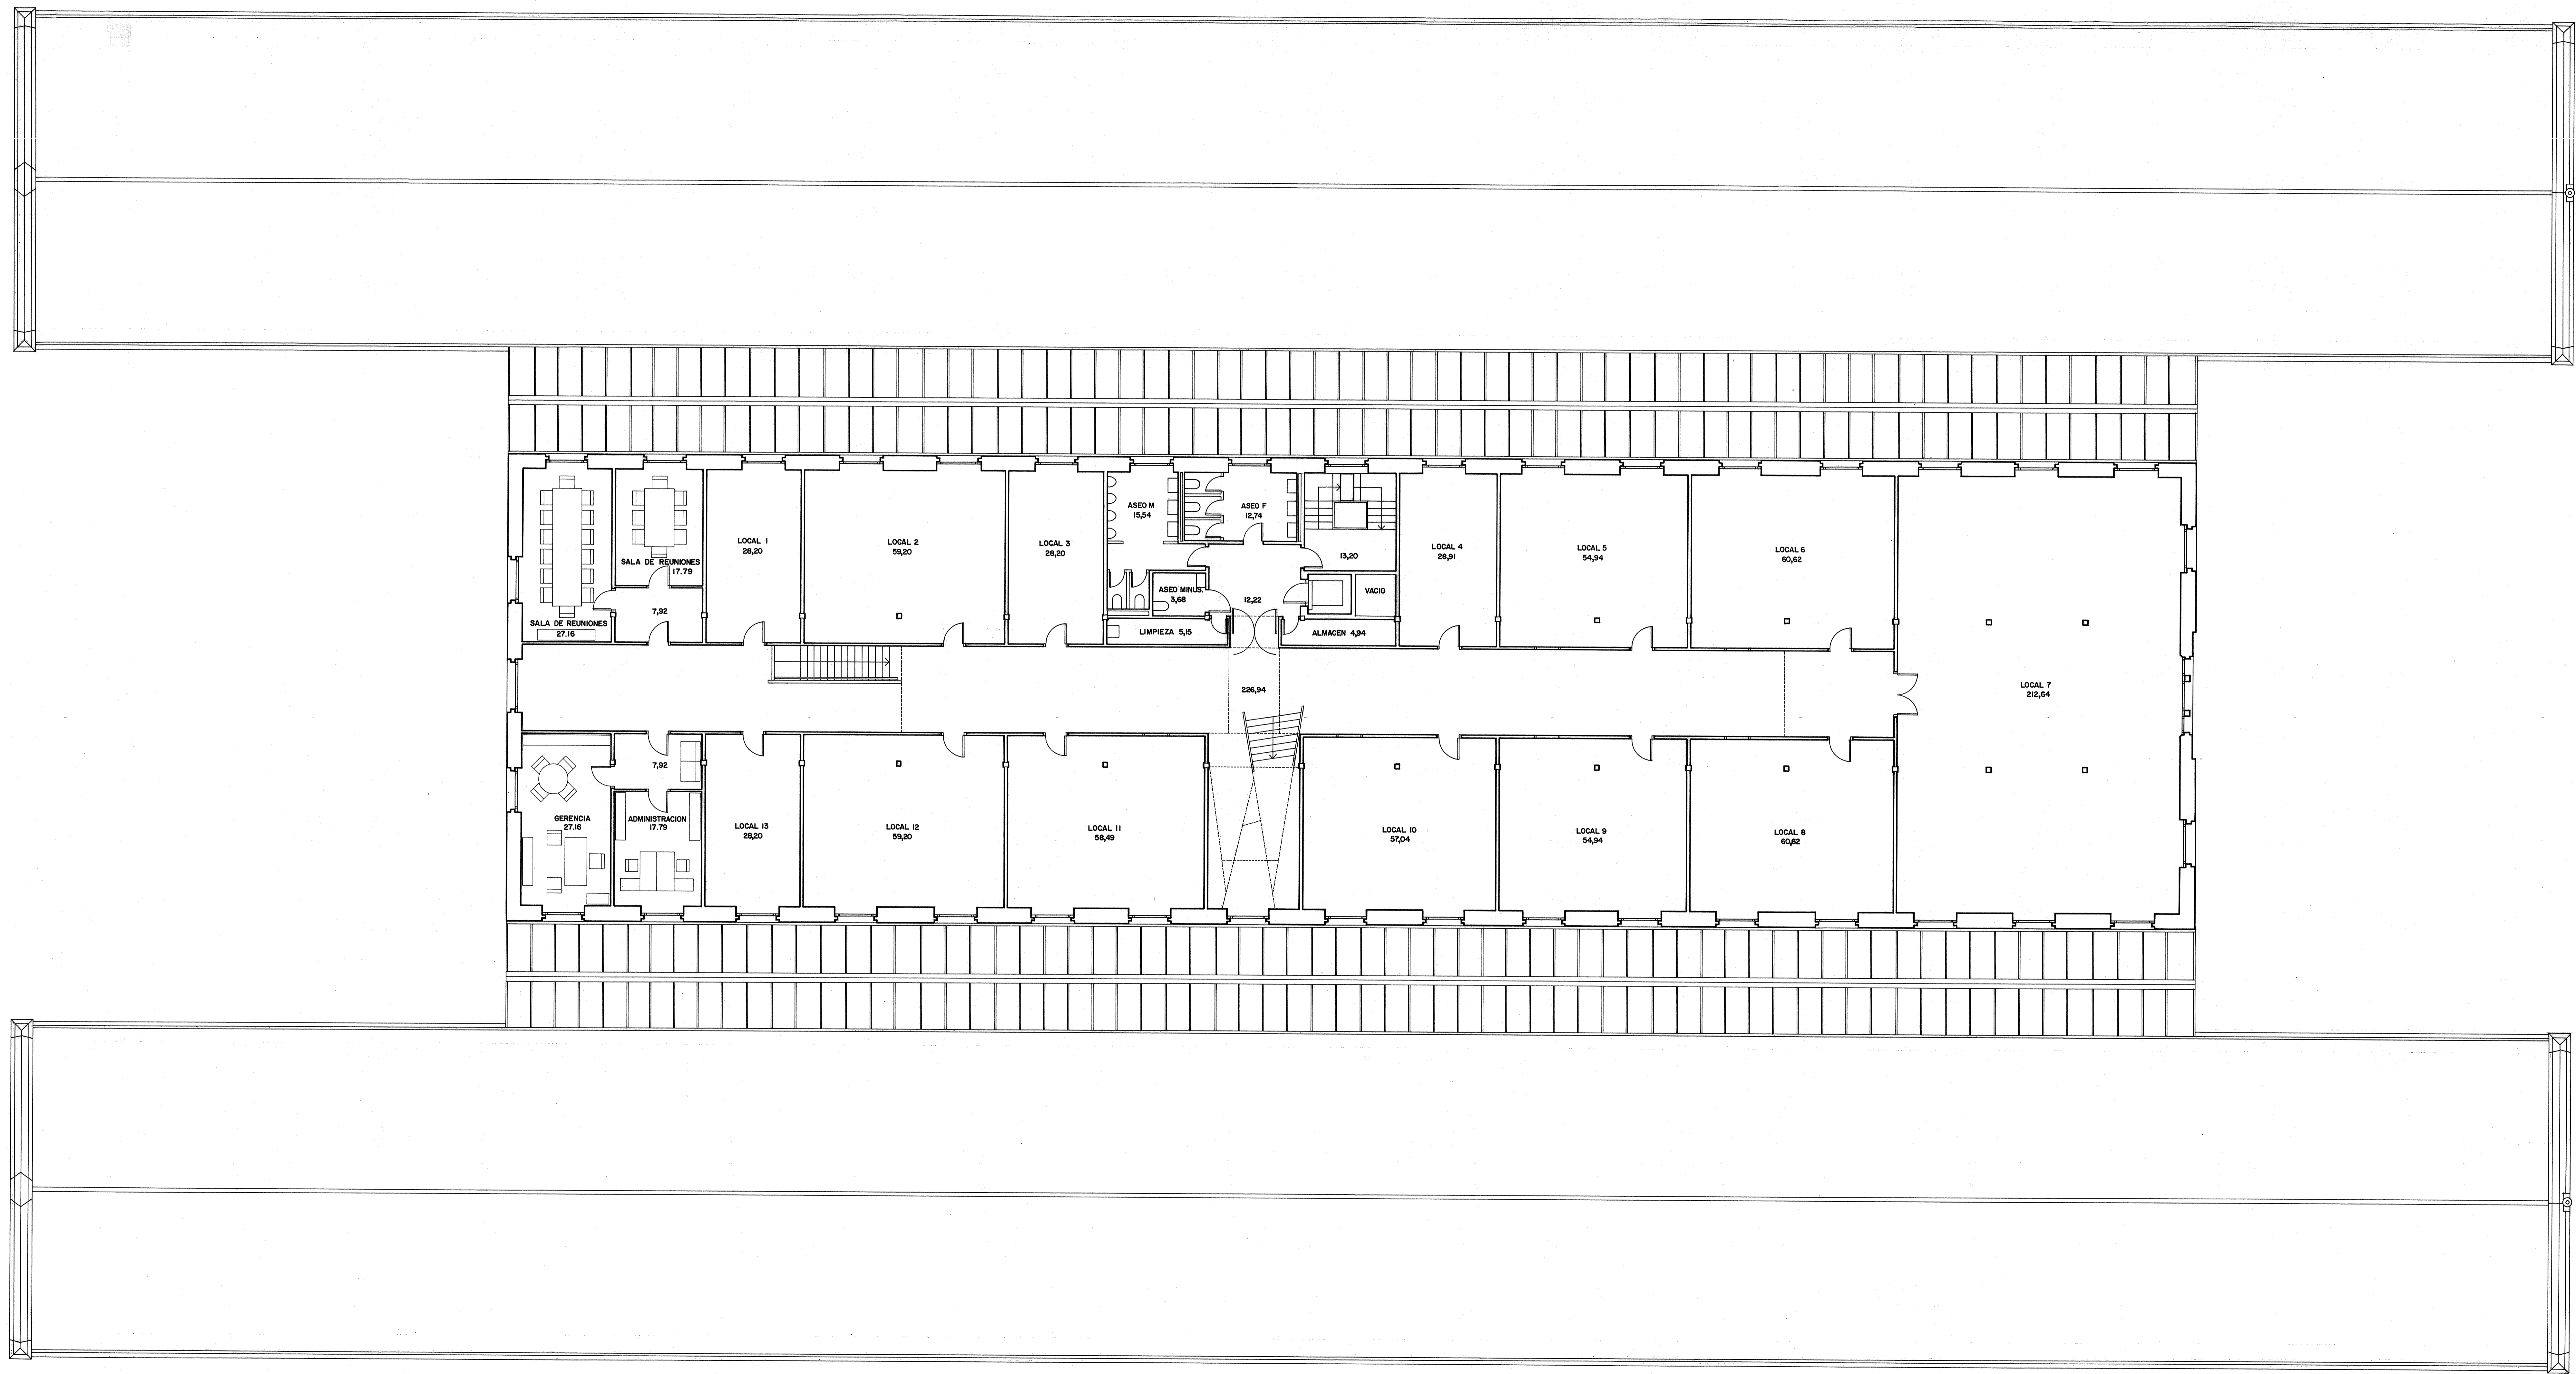 ASEO M
15,54
ASEO F
12,74
LOCAL 1
28,20
LOCAL 2
59,20
LOCAL 3
28,20
LOCAL 4
28,91
LOCAL 5
54,94
LOCAL 6
60,62
SALA DE REUNIONES
17.79
13,20
ASEO MINUS.
3,68
VACIO
7,92
12,22
SALA DE REUNIONES
27.16
LIMPIEZA 5,15
ALMACEN 4,94
226,94
LOCAL 7
212,64
7,92
GERENCIA
27.16
ADMINISTRACION
17.79
LOCAL 13
28,20
LOCAL 12
59,20
LOCAL 11
58,49
LOCAL 10
57,04
LOCAL 9
54,94
LOCAL 8
60,62